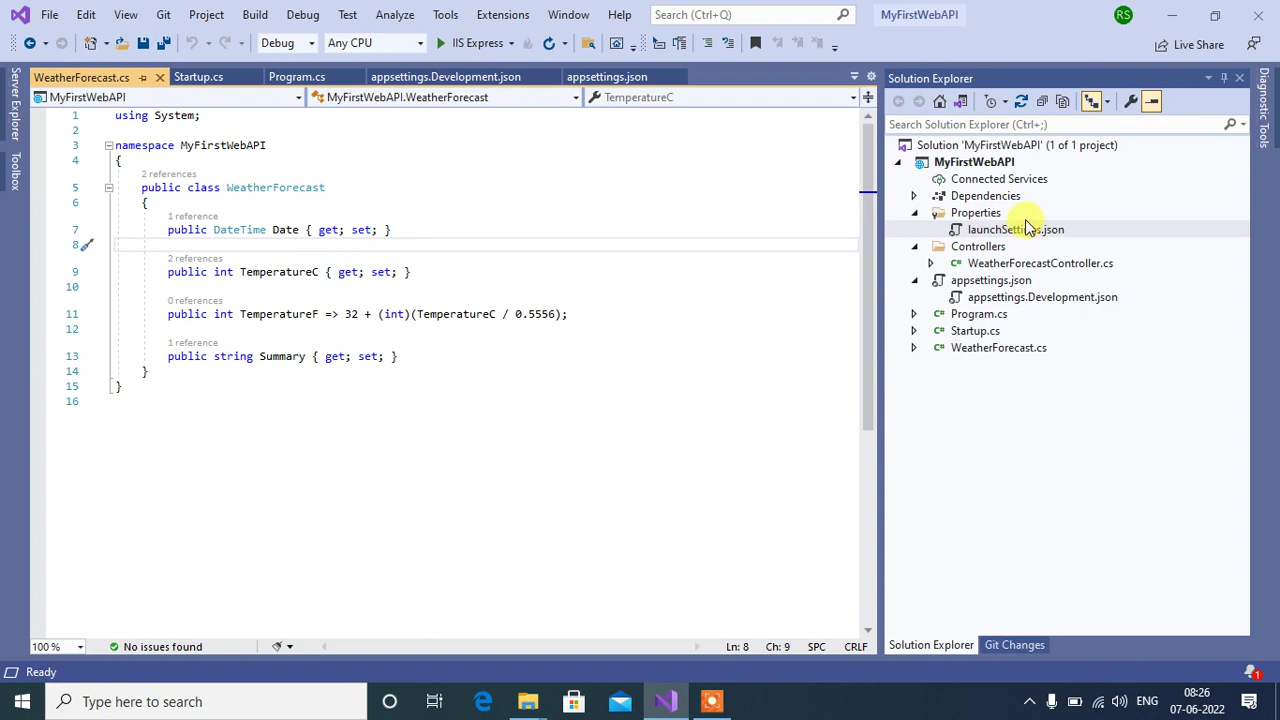 File Edit View Git Project Build Debug Test Analyze Tools Extensions Window Help Search (Ctrl+Q) MyFirstWebAPI RS
Debug Any CPU IIS Express Live Share
WeatherForecast.cs Startup.cs Program.cs appsettings.Development.json appsettings.json
MyFirstWebAPI MyFirstWebAPI.WeatherForecast TemperatureC
Server Explorer
Toolbox
1 using System;
2
3 namespace MyFirstWebAPI
4 {
2 references
5 public class WeatherForecast
6 {
1 reference
7 public DateTime Date { get; set; }
8
2 references
9 public int TemperatureC { get; set; }
10
0 references
11 public int TemperatureF => 32 + (int)(TemperatureC / 0.5556);
12
1 reference
13 public string Summary { get; set; }
14 }
15 }
16
100 % No issues found Ln: 8 Ch: 9 SPC CRLF
Solution Explorer
Search Solution Explorer (Ctrl+;)
Solution 'MyFirstWebAPI' (1 of 1 project)
MyFirstWebAPI
Connected Services
Dependencies
Properties
launchSettings.json
Controllers
WeatherForecastController.cs
appsettings.json
appsettings.Development.json
Program.cs
Startup.cs
WeatherForecast.cs
Solution Explorer Git Changes
Diagnostic Tools
Ready 1
Type here to search ENG 08:26
07-06-2022